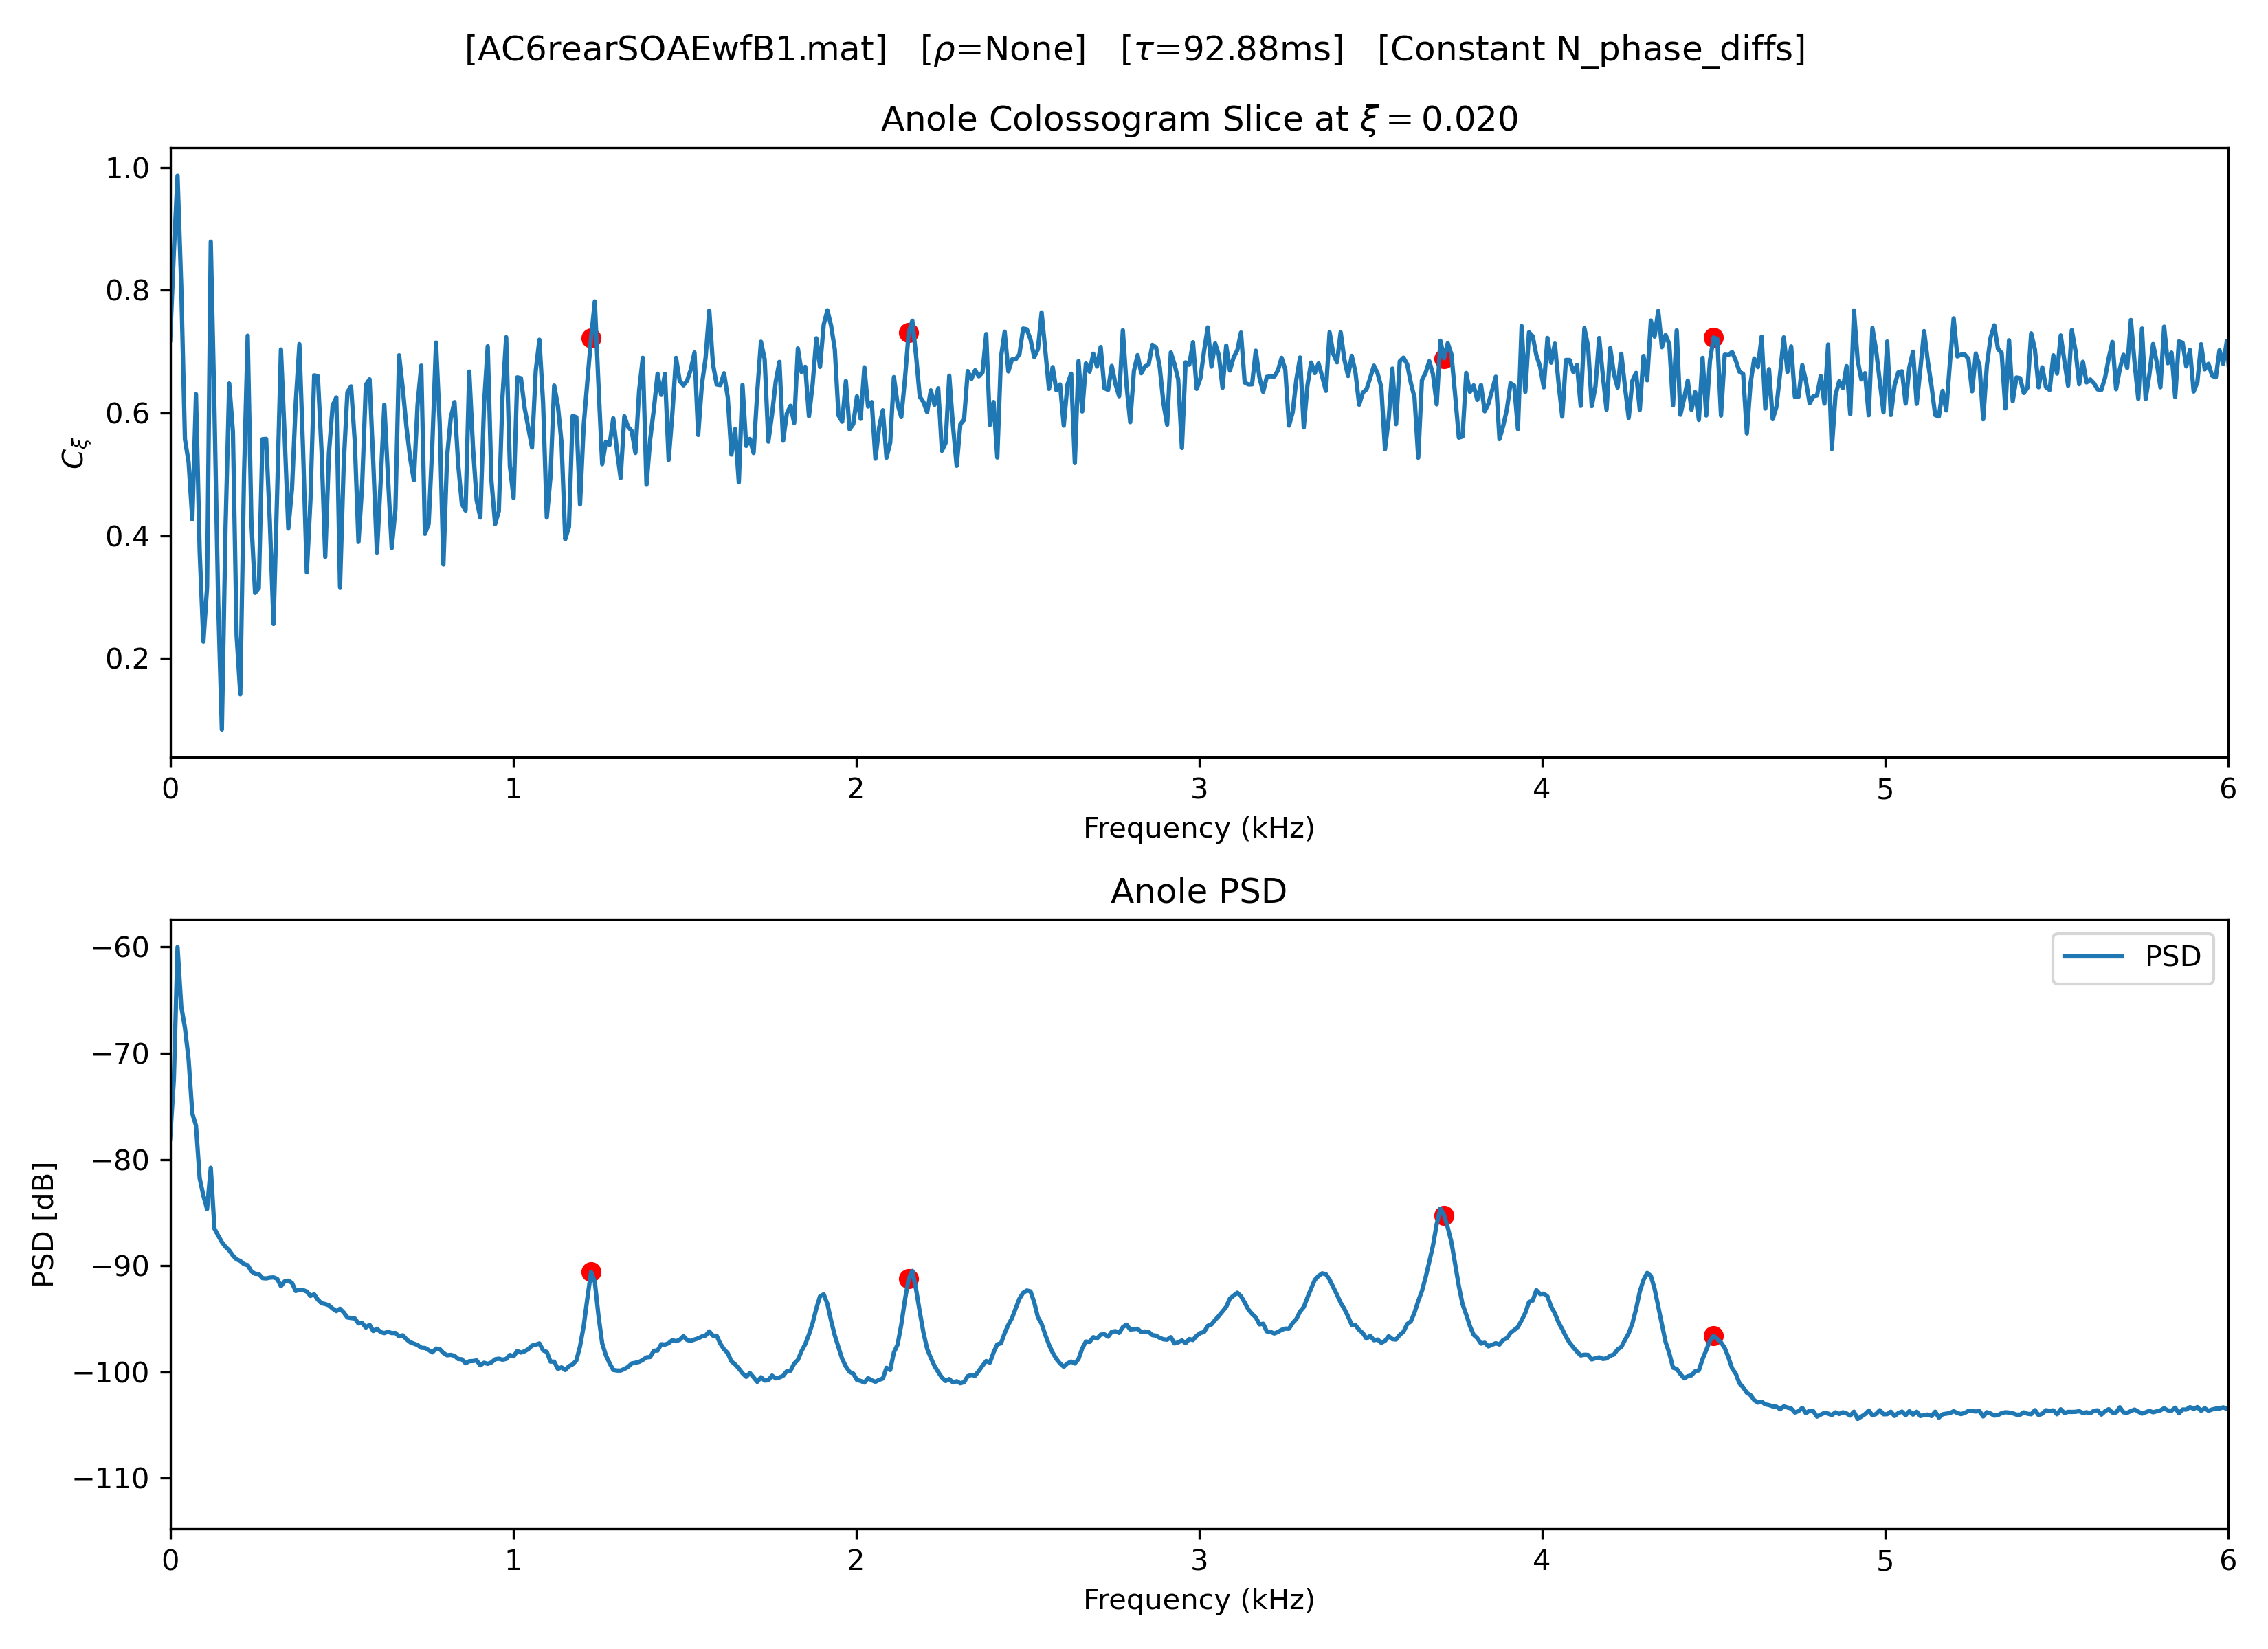 [AC6rearSOAEwfB1.mat] [ρ=None] [τ=92.88ms] [Constant N_phase_diffs]
Anole Colossogram Slice at ξ = 0.020
1.0
0.8
0.6
0.4
0.2
C_ξ
0 1 2 3 4 5 6
Frequency (kHz)
Anole PSD
−60
−70
−80
−90
−100
−110
PSD [dB]
PSD
0 1 2 3 4 5 6
Frequency (kHz)